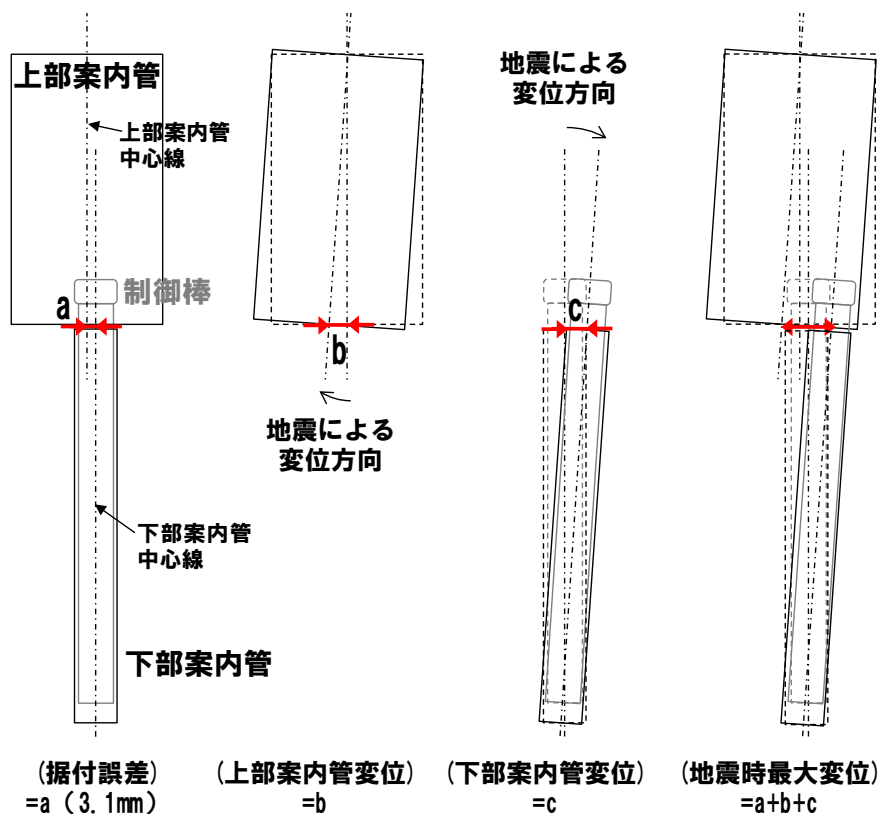 上部案内管
上部案内管
中心線
制御棒
a
b
地震による
変位方向
地震による
変位方向
c
下部案内管
中心線
下部案内管
(据付誤差)
=a（3.1mm）
(上部案内管変位)
=b
(下部案内管変位)
=c
(地震時最大変位)
=a+b+c